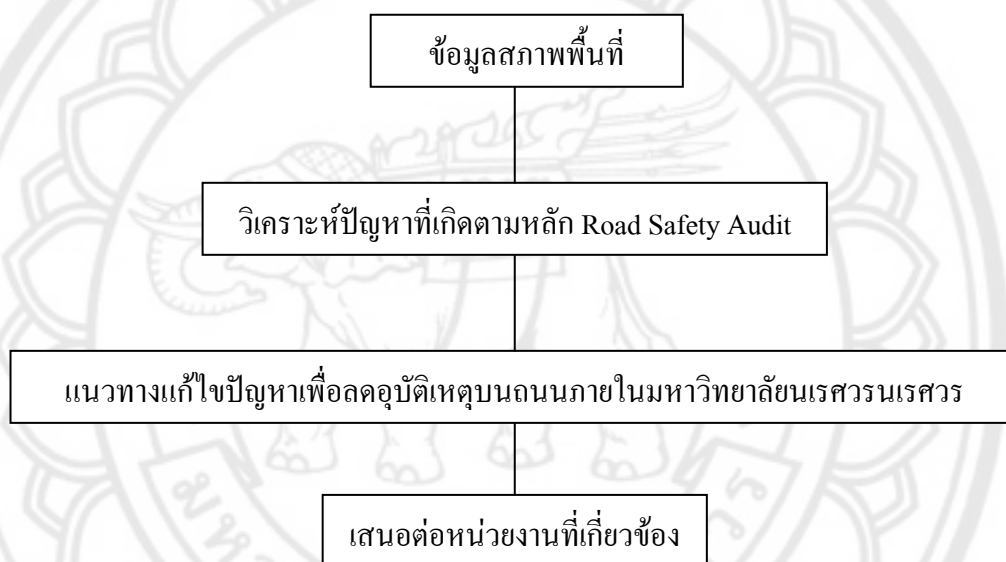 ข้อมูลสภาพพื้นที่
วิเคราะห์ปัญหาที่เกิดตามหลัก Road Safety Audit
แนวทางแก้ไขปัญหาเพื่อลดอุบัติเหตุบนถนนภายในมหาวิทยาลัยนเรศวรนเรศวร
เสนอต่อหน่วยงานที่เกี่ยวข้อง